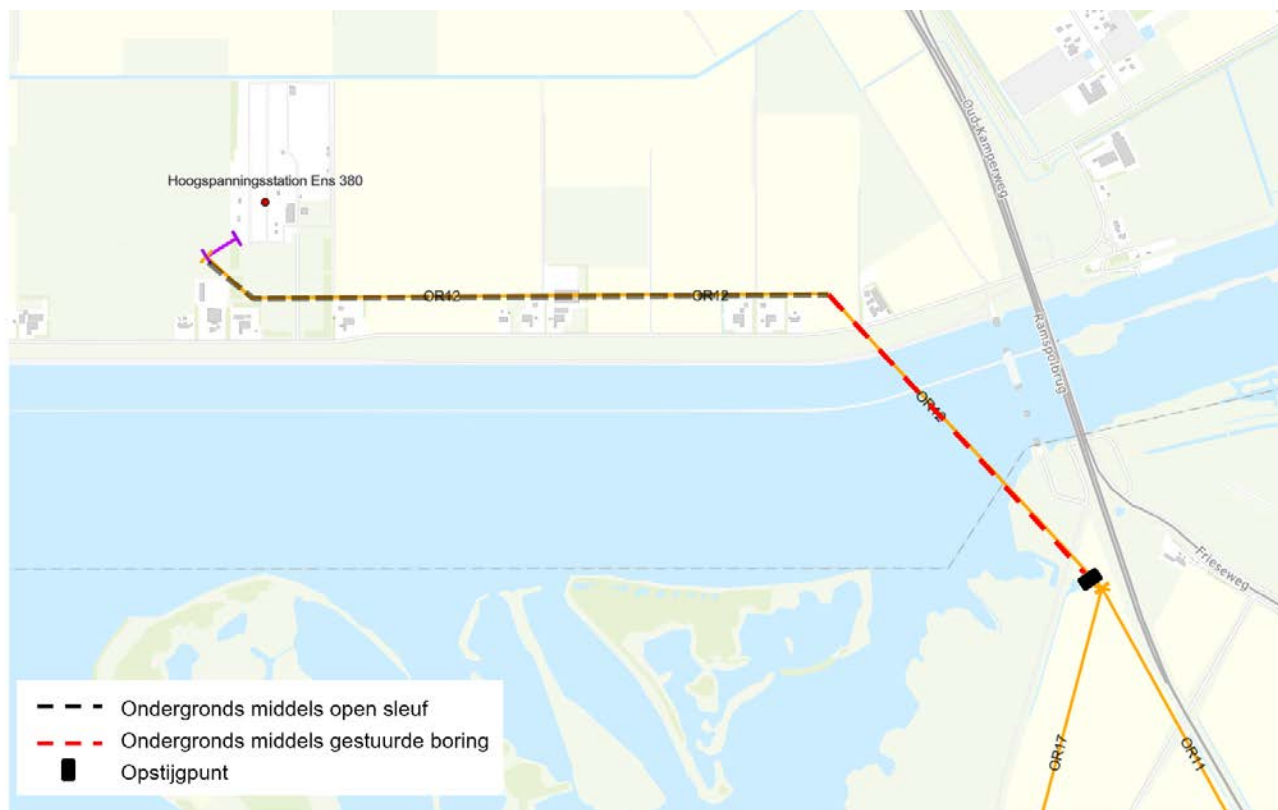 Oud-Kamperweg
Hoogspanningsstation Ens 380
OR12
OR12
Ramspolbrug
OR12
Frieseweg
OR17
OR11
Ondergronds middels open sleuf
Ondergronds middels gestuurde boring
Opstijgpunt